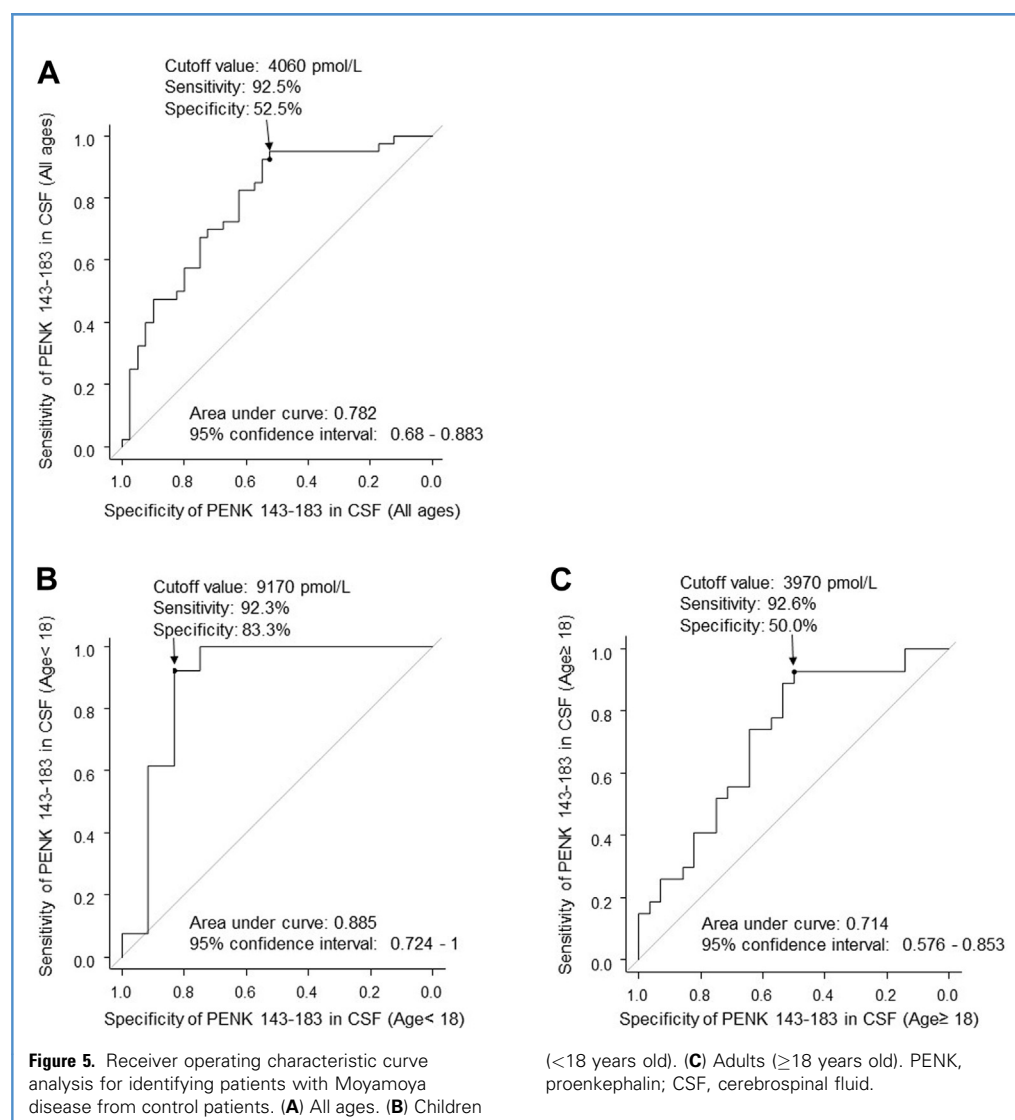 A
Cutoff value: 4060 pmol/L
Sensitivity: 92.5%
Specificity: 52.5%
Sensitivity of PENK 143-183 in CSF (All ages)
1.0
0.8
0.6
0.4
0.2
0.0
Area under curve: 0.782
95% confidence interval: 0.68 - 0.883
1.0 0.8 0.6 0.4 0.2 0.0
Specificity of PENK 143-183 in CSF (All ages)
B
Cutoff value: 9170 pmol/L
Sensitivity: 92.3%
Specificity: 83.3%
Sensitivity of PENK 143-183 in CSF (Age< 18)
1.0
0.8
0.6
0.4
0.2
0.0
Area under curve: 0.885
95% confidence interval: 0.724 - 1
1.0 0.8 0.6 0.4 0.2 0.0
Specificity of PENK 143-183 in CSF (Age< 18)
C
Cutoff value: 3970 pmol/L
Sensitivity: 92.6%
Specificity: 50.0%
Sensitivity of PENK 143-183 in CSF (Age≥ 18)
1.0
0.8
0.6
0.4
0.2
0.0
Area under curve: 0.714
95% confidence interval: 0.576 - 0.853
1.0 0.8 0.6 0.4 0.2 0.0
Specificity of PENK 143-183 in CSF (Age≥ 18)
Figure 5. Receiver operating characteristic curve
analysis for identifying patients with Moyamoya
disease from control patients. (A) All ages. (B) Children
(<18 years old). (C) Adults (≥18 years old). PENK,
proenkephalin; CSF, cerebrospinal fluid.